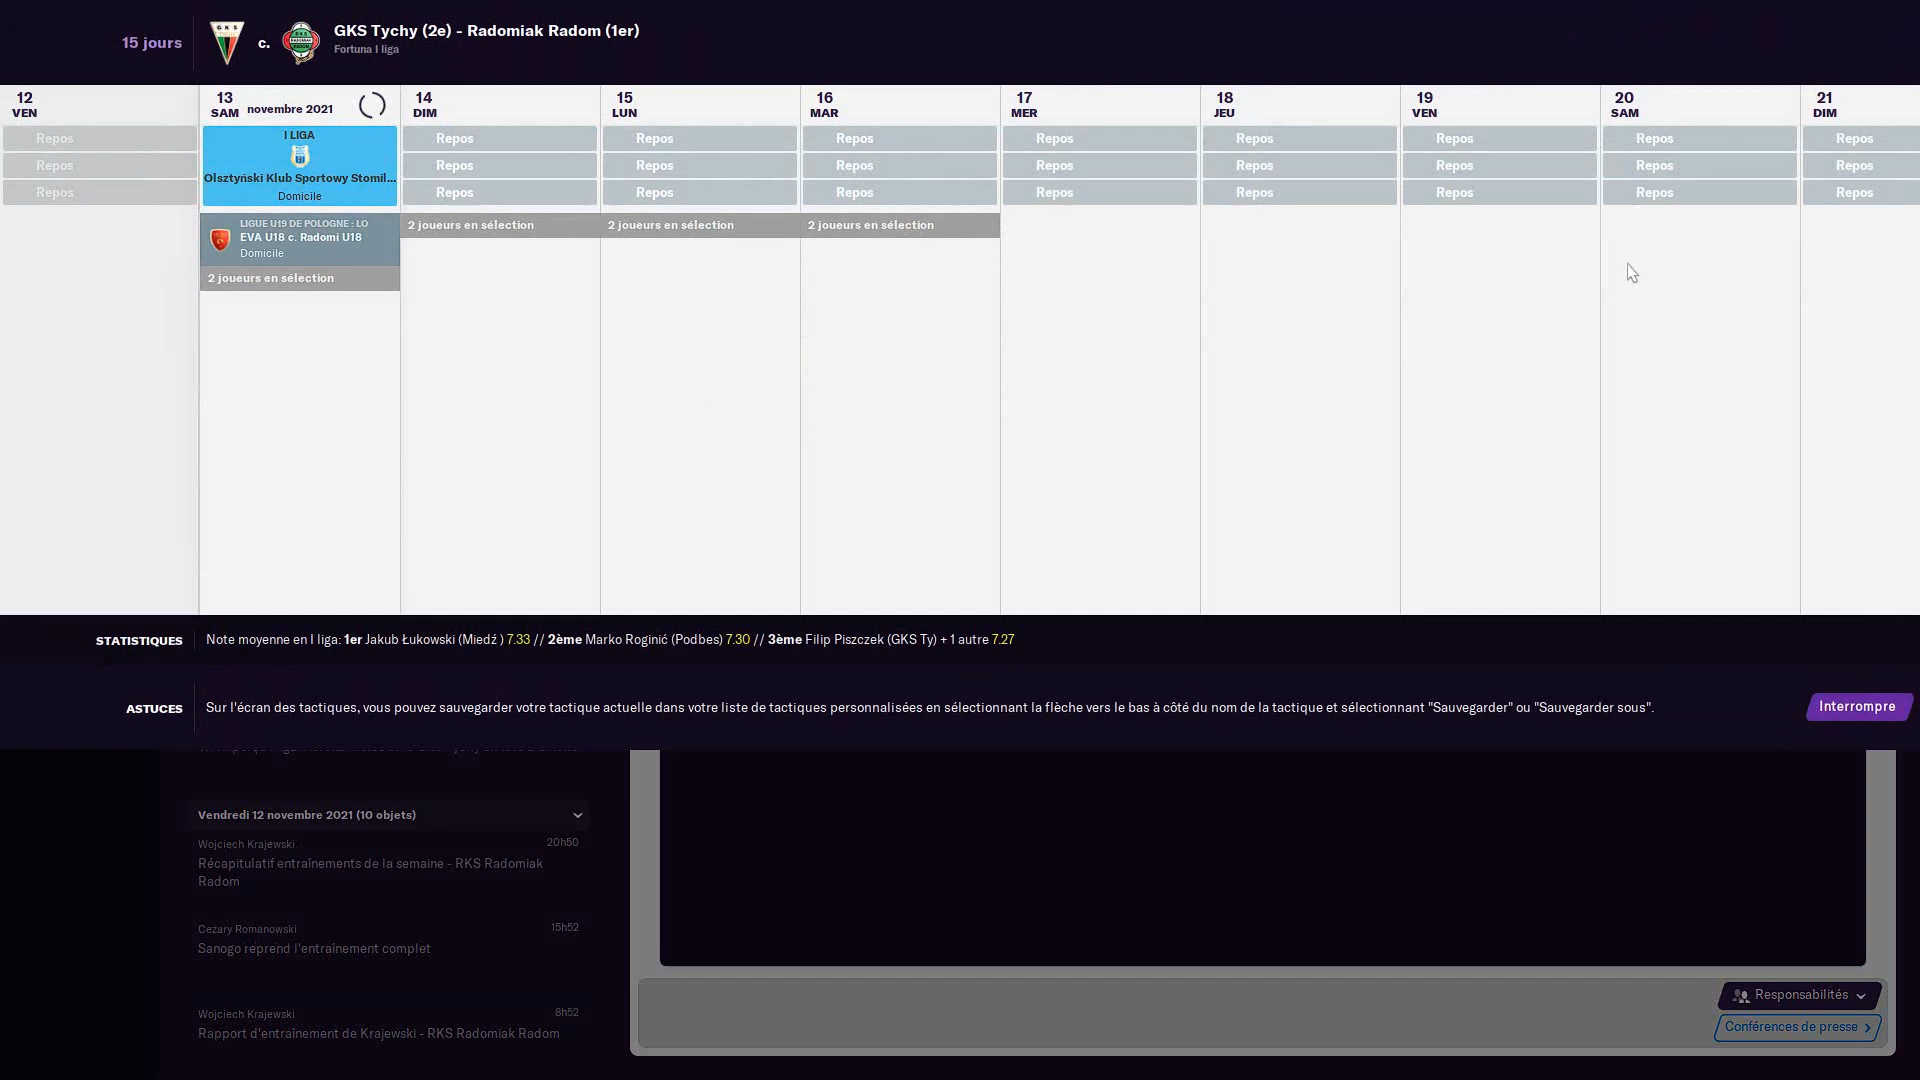 15 jours
c.
GKS Tychy (2e) - Radomiak Radom (1er)
Fortuna I liga
12
VEN
13
SAM novembre 2021
14
DIM
15
LUN
16
MAR
17
MER
18
JEU
19
VEN
20
SAM
21
DIM
Repos
Repos
Repos
I LIGA
Olsztyński Klub Sportowy Stomil...
Domicile
Repos Repos Repos Repos Repos Repos Repos Repos
Repos Repos Repos Repos Repos Repos Repos Repos
Repos Repos Repos Repos Repos Repos Repos Repos
LIGUE U19 DE POLOGNE : LO
EVA U18 c. Radomi U18
Domicile
2 joueurs en sélection
2 joueurs en sélection
2 joueurs en sélection
2 joueurs en sélection
STATISTIQUES
Note moyenne en I liga: 1er Jakub Łukowski (Miedź ) 7.33 // 2ème Marko Roginić (Podbes) 7.30 // 3ème Filip Piszczek (GKS Ty) + 1 autre 7.27
ASTUCES
Sur l'écran des tactiques, vous pouvez sauvegarder votre tactique actuelle dans votre liste de tactiques personnalisées en sélectionnant la flèche vers le bas à côté du nom de la tactique et sélectionnant "Sauvegarder" ou "Sauvegarder sous".
Interrompre
Vendredi 12 novembre 2021 (10 objets)
Wojciech Krajewski 20h50
Récapitulatif entraînements de la semaine - RKS Radomiak
Radom
Cezary Romanowski 15h52
Sanogo reprend l'entraînement complet
Wojciech Krajewski 8h52
Rapport d'entraînement de Krajewski - RKS Radomiak Radom
Responsabilités
Conférences de presse